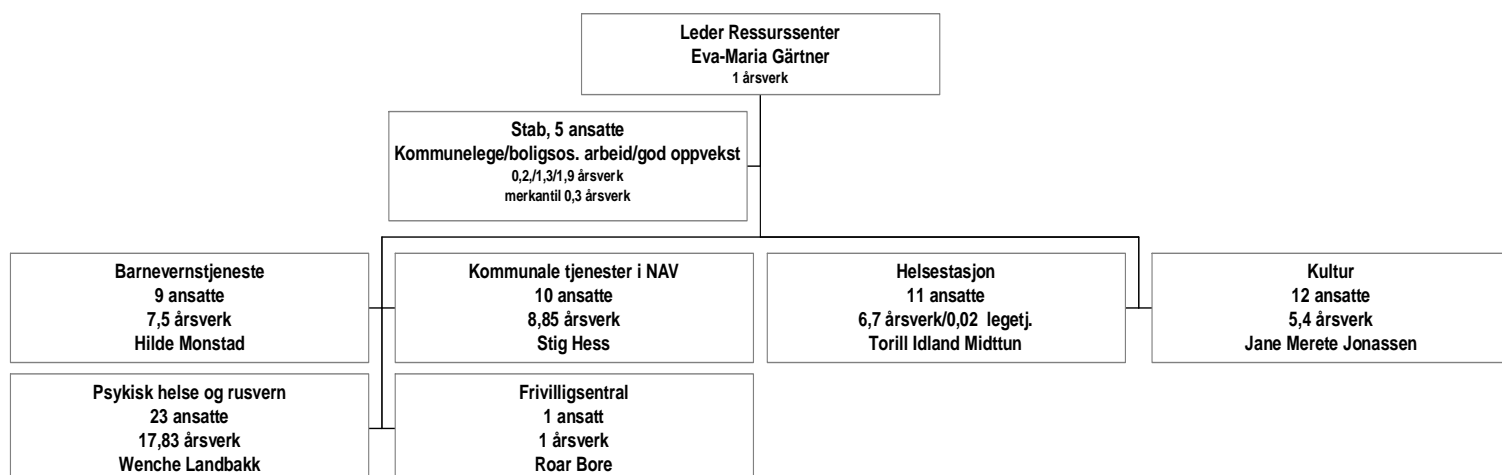 Leder Ressurssenter
Eva-Maria Gärtner
1 årsverk
Stab, 5 ansatte
Kommunelege/boligsos. arbeid/god oppvekst
0,2,/1,3/1,9 årsverk
merkantil 0,3 årsverk
Barnevernstjeneste
9 ansatte
7,5 årsverk
Hilde Monstad
Kommunale tjenester i NAV
10 ansatte
8,85 årsverk
Stig Hess
Helsestasjon
11 ansatte
6,7 årsverk/0,02 legetj.
Torill Idland Midttun
Kultur
12 ansatte
5,4 årsverk
Jane Merete Jonassen
Psykisk helse og rusvern
23 ansatte
17,83 årsverk
Wenche Landbakk
Frivilligsentral
1 ansatt
1 årsverk
Roar Bore